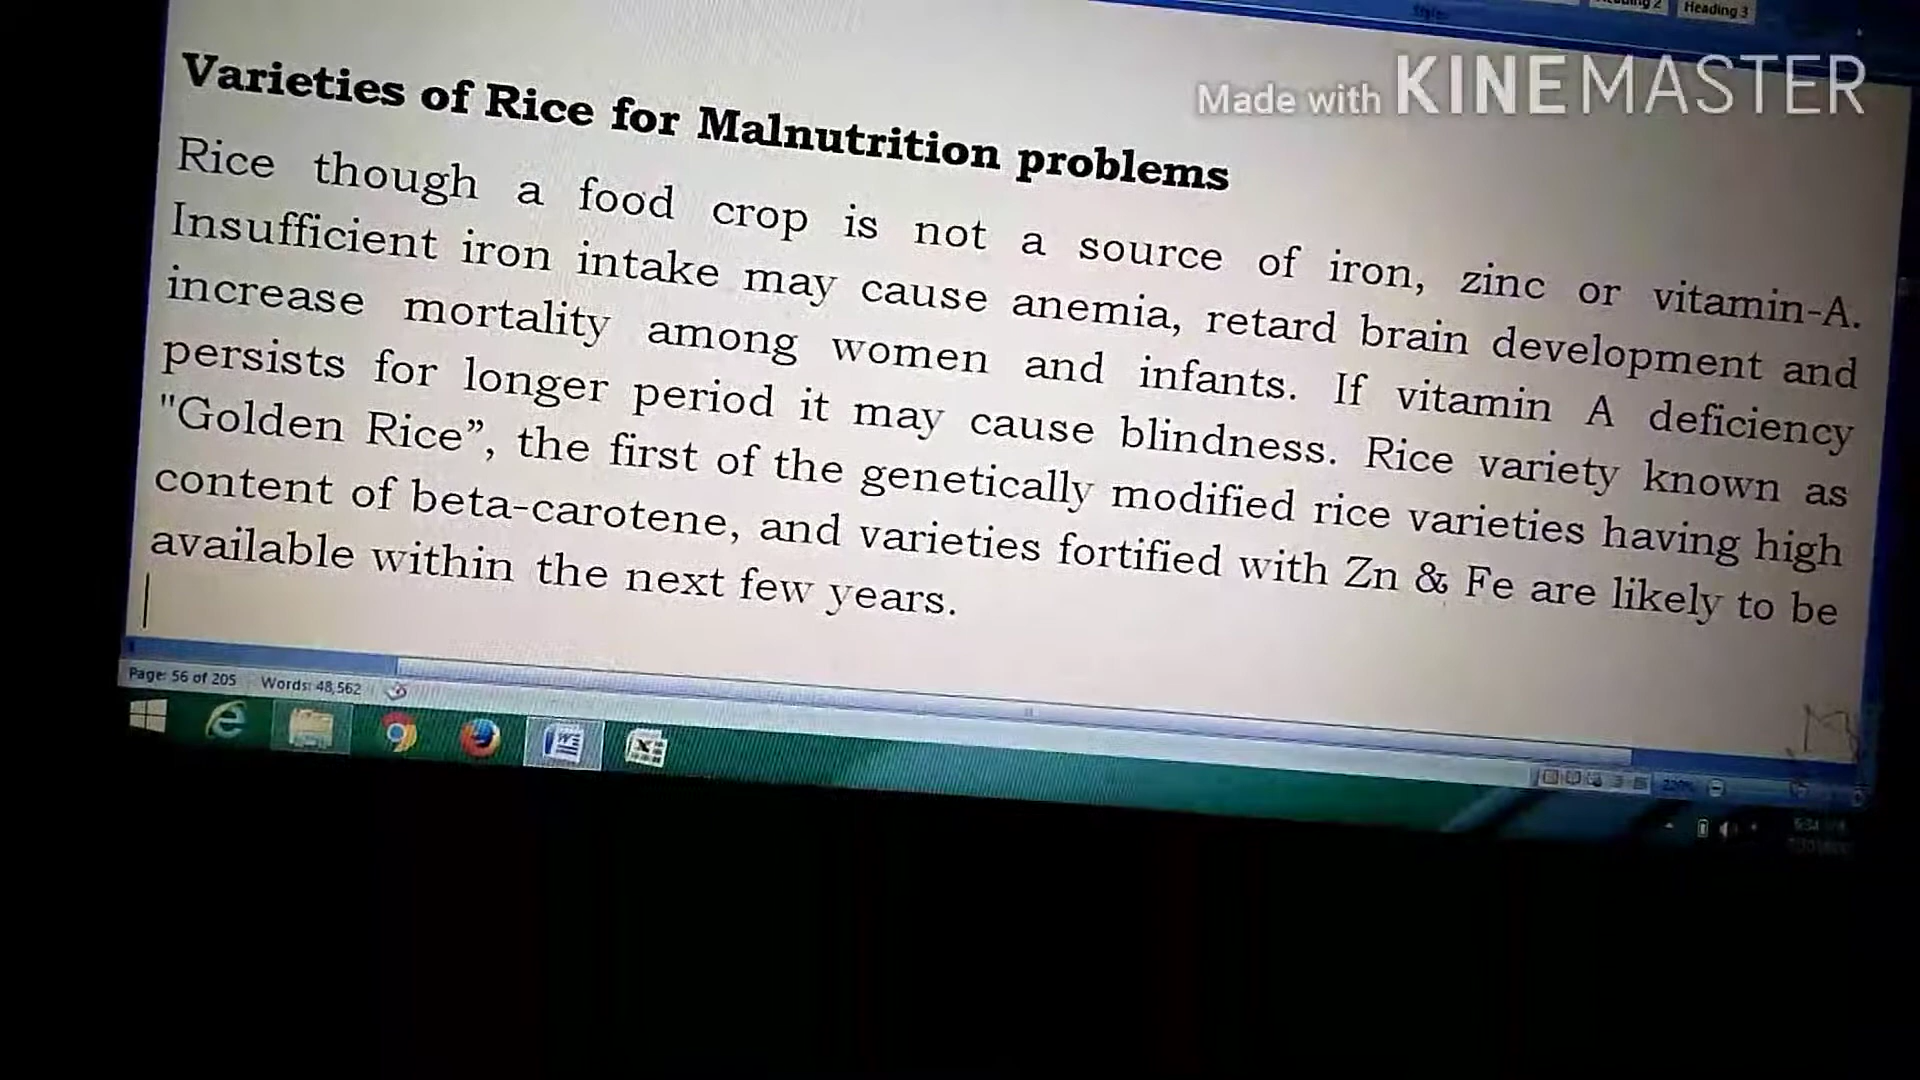 Heading 3
Made with KINEMASTER
Varieties of Rice for Malnutrition problems
Rice though a food crop is not a source of iron, zinc or vitamin-A.
Insufficient iron intake may cause anemia, retard brain development and
increase mortality among women and infants. If vitamin A deficiency
persists for longer period it may cause blindness. Rice variety known as
"Golden Rice”, the first of the genetically modified rice varieties having high
content of beta-carotene, and varieties fortified with Zn & Fe are likely to be
available within the next few years.
Page: 56 of 205 Words: 48,562